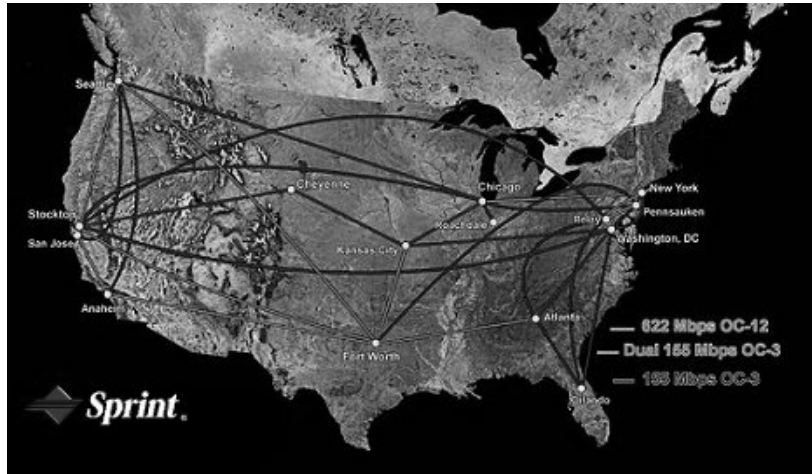 Seattle
Cheyenne
Chicago
New York
Pennsauken
Stockton
Roachdale
Relay
Washington, DC
San Jose
Kansas City
Anaheim
Atlanta
622 Mbps OC-12
Fort Worth
Dual 155 Mbps OC-3
155 Mbps OC-3
Orlando
Sprint